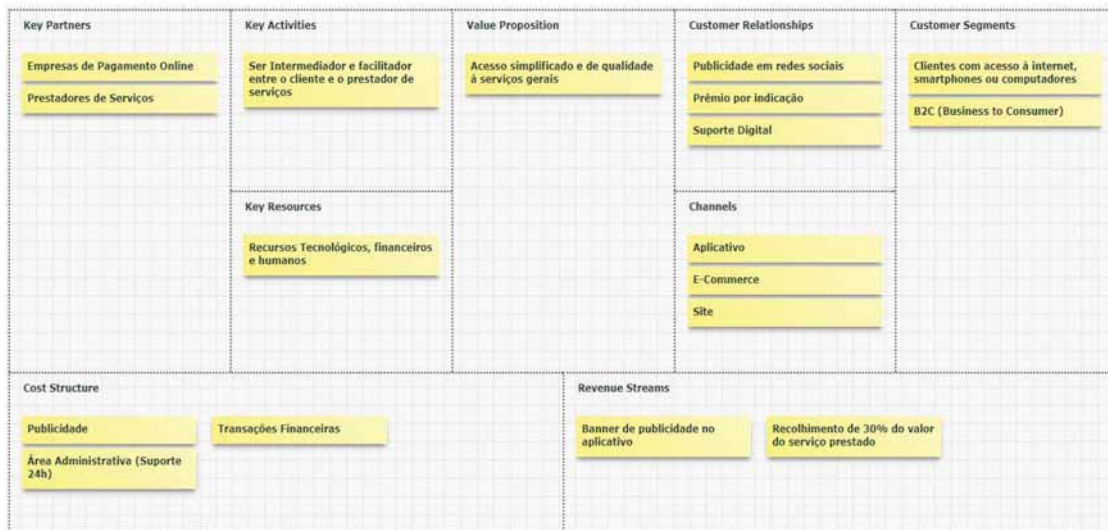 Key Partners
Empresas de Pagamento Online
Prestadores de Serviços
Key Activities
Ser Intermediador e facilitador
entre o cliente e o prestador de
serviços
Key Resources
Recursos Tecnológicos, financeiros
e humanos
Value Proposition
Acesso simplificado e de qualidade
à serviços gerais
Customer Relationships
Publicidade em redes sociais
Prêmio por indicação
Suporte Digital
Channels
Aplicativo
E-Commerce
Site
Customer Segments
Clientes com acesso à internet,
smartphones ou computadores
B2C (Business to Consumer)
Cost Structure
Publicidade
Transações Financeiras
Área Administrativa (Suporte
24h)
Revenue Streams
Banner de publicidade no
aplicativo
Recolhimento de 30% do valor
do serviço prestado